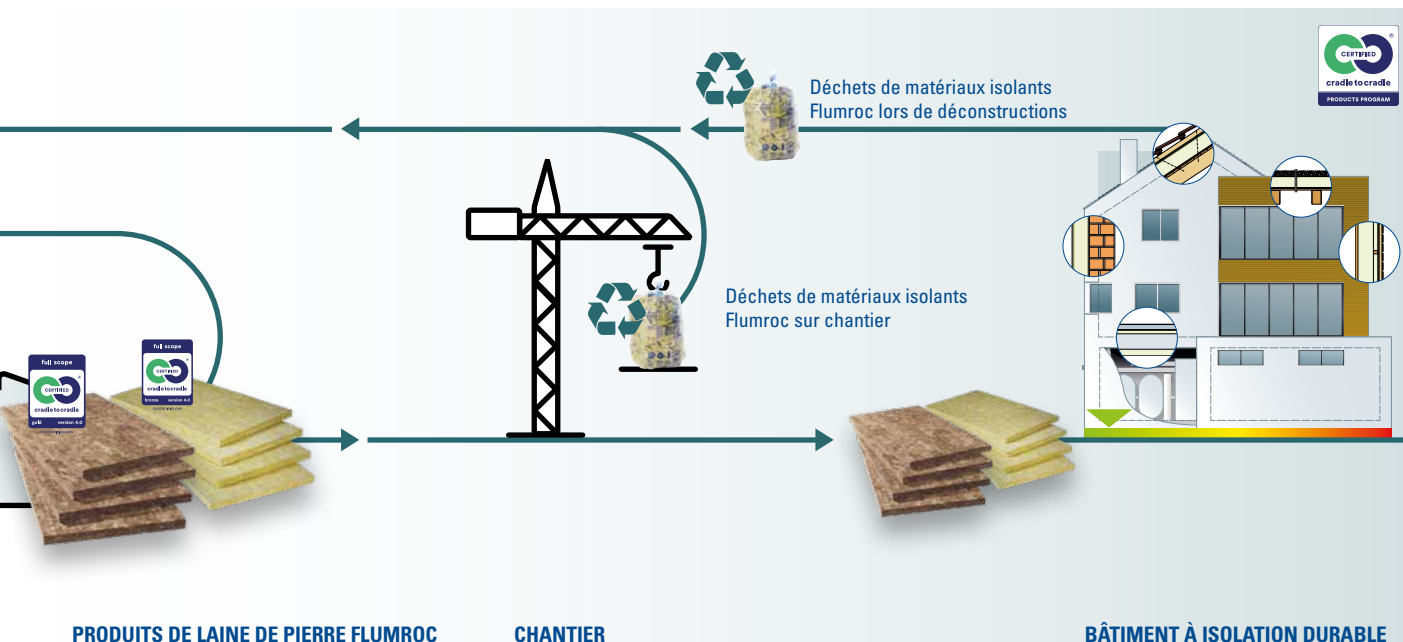 CERTIFIED
cradletocradle
PRODUCTS PROGRAM
Déchets de matériaux isolants
Flumroc lors de déconstructions
Déchets de matériaux isolants
Flumroc sur chantier
full scope
CERTIFIED
cradletocradle
gold version 4.0
full scope
CERTIFIED
cradletocradle
bronze version 4.0
PRODUITS DE LAINE DE PIERRE FLUMROC
CHANTIER
BÂTIMENT À ISOLATION DURABLE